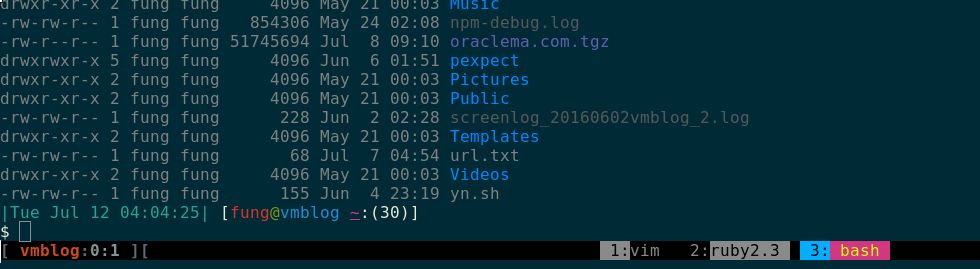 drwxr-xr-x 2 fung fung     4096 May 21 00:03 Music
-rw-rw-r-- 1 fung fung   854306 May 24 02:08 npm-debug.log
-rw-r--r-- 1 fung fung 51745694 Jul  8 09:10 oraclema.com.tgz
drwxrwxr-x 5 fung fung     4096 Jun  6 01:51 pexpect
drwxr-xr-x 2 fung fung     4096 May 21 00:03 Pictures
drwxr-xr-x 2 fung fung     4096 May 21 00:03 Public
-rw-rw-r-- 1 fung fung      228 Jun  2 02:28 screenlog_20160602vmblog_2.log
drwxr-xr-x 2 fung fung     4096 May 21 00:03 Templates
-rw-rw-r-- 1 fung fung       68 Jul  7 04:54 url.txt
drwxr-xr-x 2 fung fung     4096 May 21 00:03 Videos
-rw-rw-r-- 1 fung fung      155 Jun  4 23:19 yn.sh
|Tue Jul 12 04:04:25| [fung@vmblog ~:(30)]
$
[ vmblog:0:1 ][ 1:vim 2:ruby2.3 3: bash